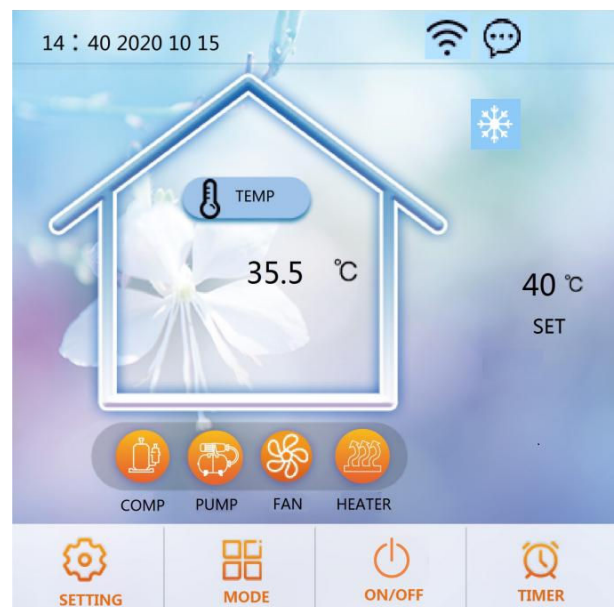 14：40 2020 10 15
TEMP
35.5 ℃
40 ℃
SET
COMP PUMP FAN HEATER
SETTING MODE ON/OFF TIMER